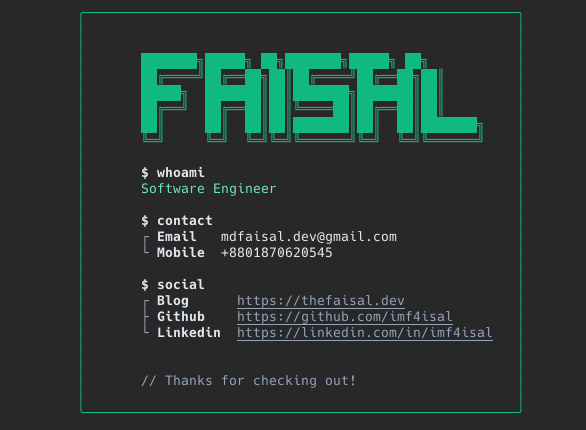 FAISAL
$ whoami
Software Engineer
$ contact
┌ Email   mdfaisal.dev@gmail.com
└ Mobile  +8801870620545
$ social
┌ Blog      https://thefaisal.dev
├ Github    https://github.com/imf4isal
└ Linkedin  https://linkedin.com/in/imf4isal
// Thanks for checking out!